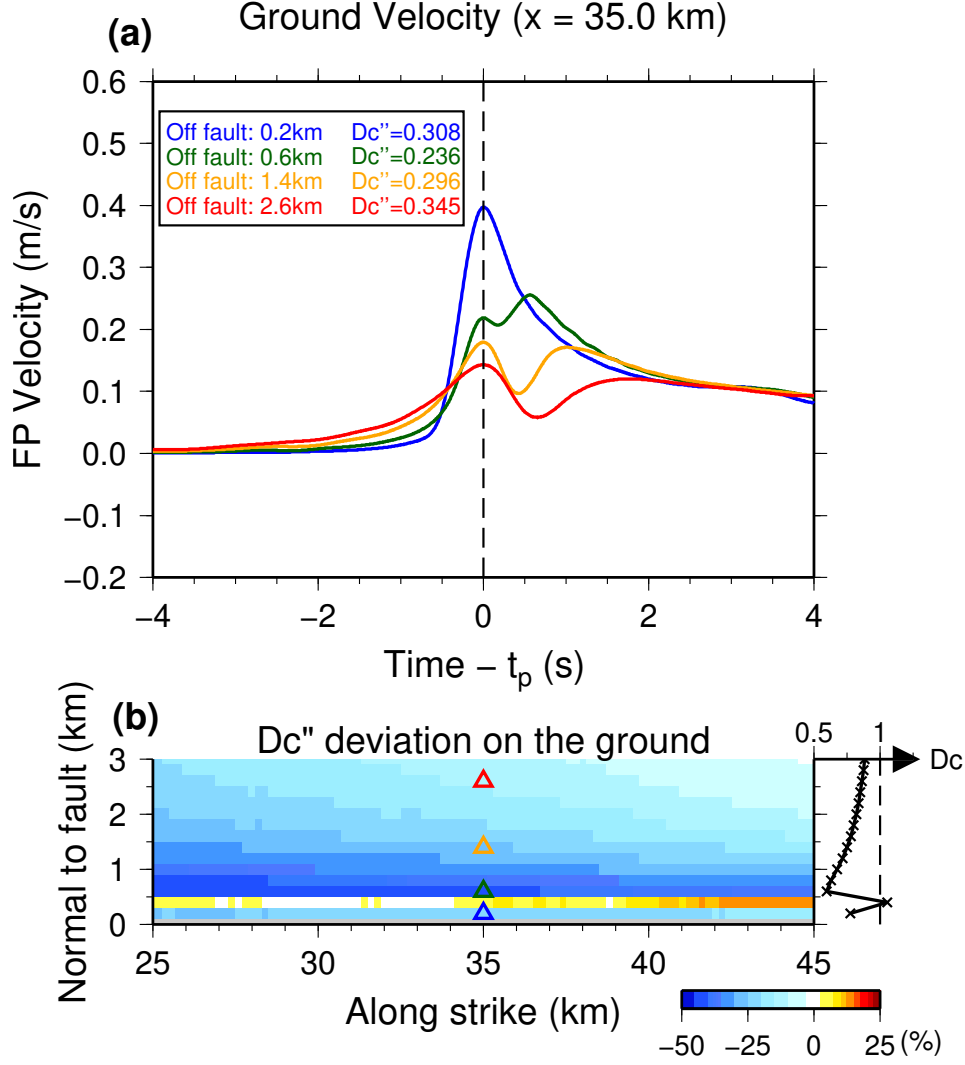 Ground Velocity (x = 35.0 km)
(a)
FP Velocity (m/s)
0.6
0.5
0.4
0.3
0.2
0.1
0.0
−0.1
−0.2
Off fault: 0.2km Dc''=0.308
Off fault: 0.6km Dc''=0.236
Off fault: 1.4km Dc''=0.296
Off fault: 2.6km Dc''=0.345
−4 −2 0 2 4
Time − tp (s)
(b)
Dc" deviation on the ground
0.5 1
Dc
Normal to fault (km)
3
2
1
0
25 30 35 40 45
Along strike (km)
−50 −25 0 25 (%)